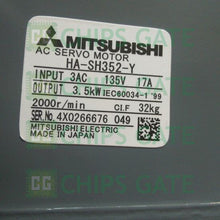 MITSUBISHI
AC SERVO MOTOR
HA-SH352-Y
INPUT 3AC 135V 17A
OUTPUT 3.5kW IEC60034-1 '99
2000r/min CI.F 32kg
SER.No. 4X0266676 049
MITSUBISHI ELECTRIC
MADE IN JAPAN
CHIPS GATE